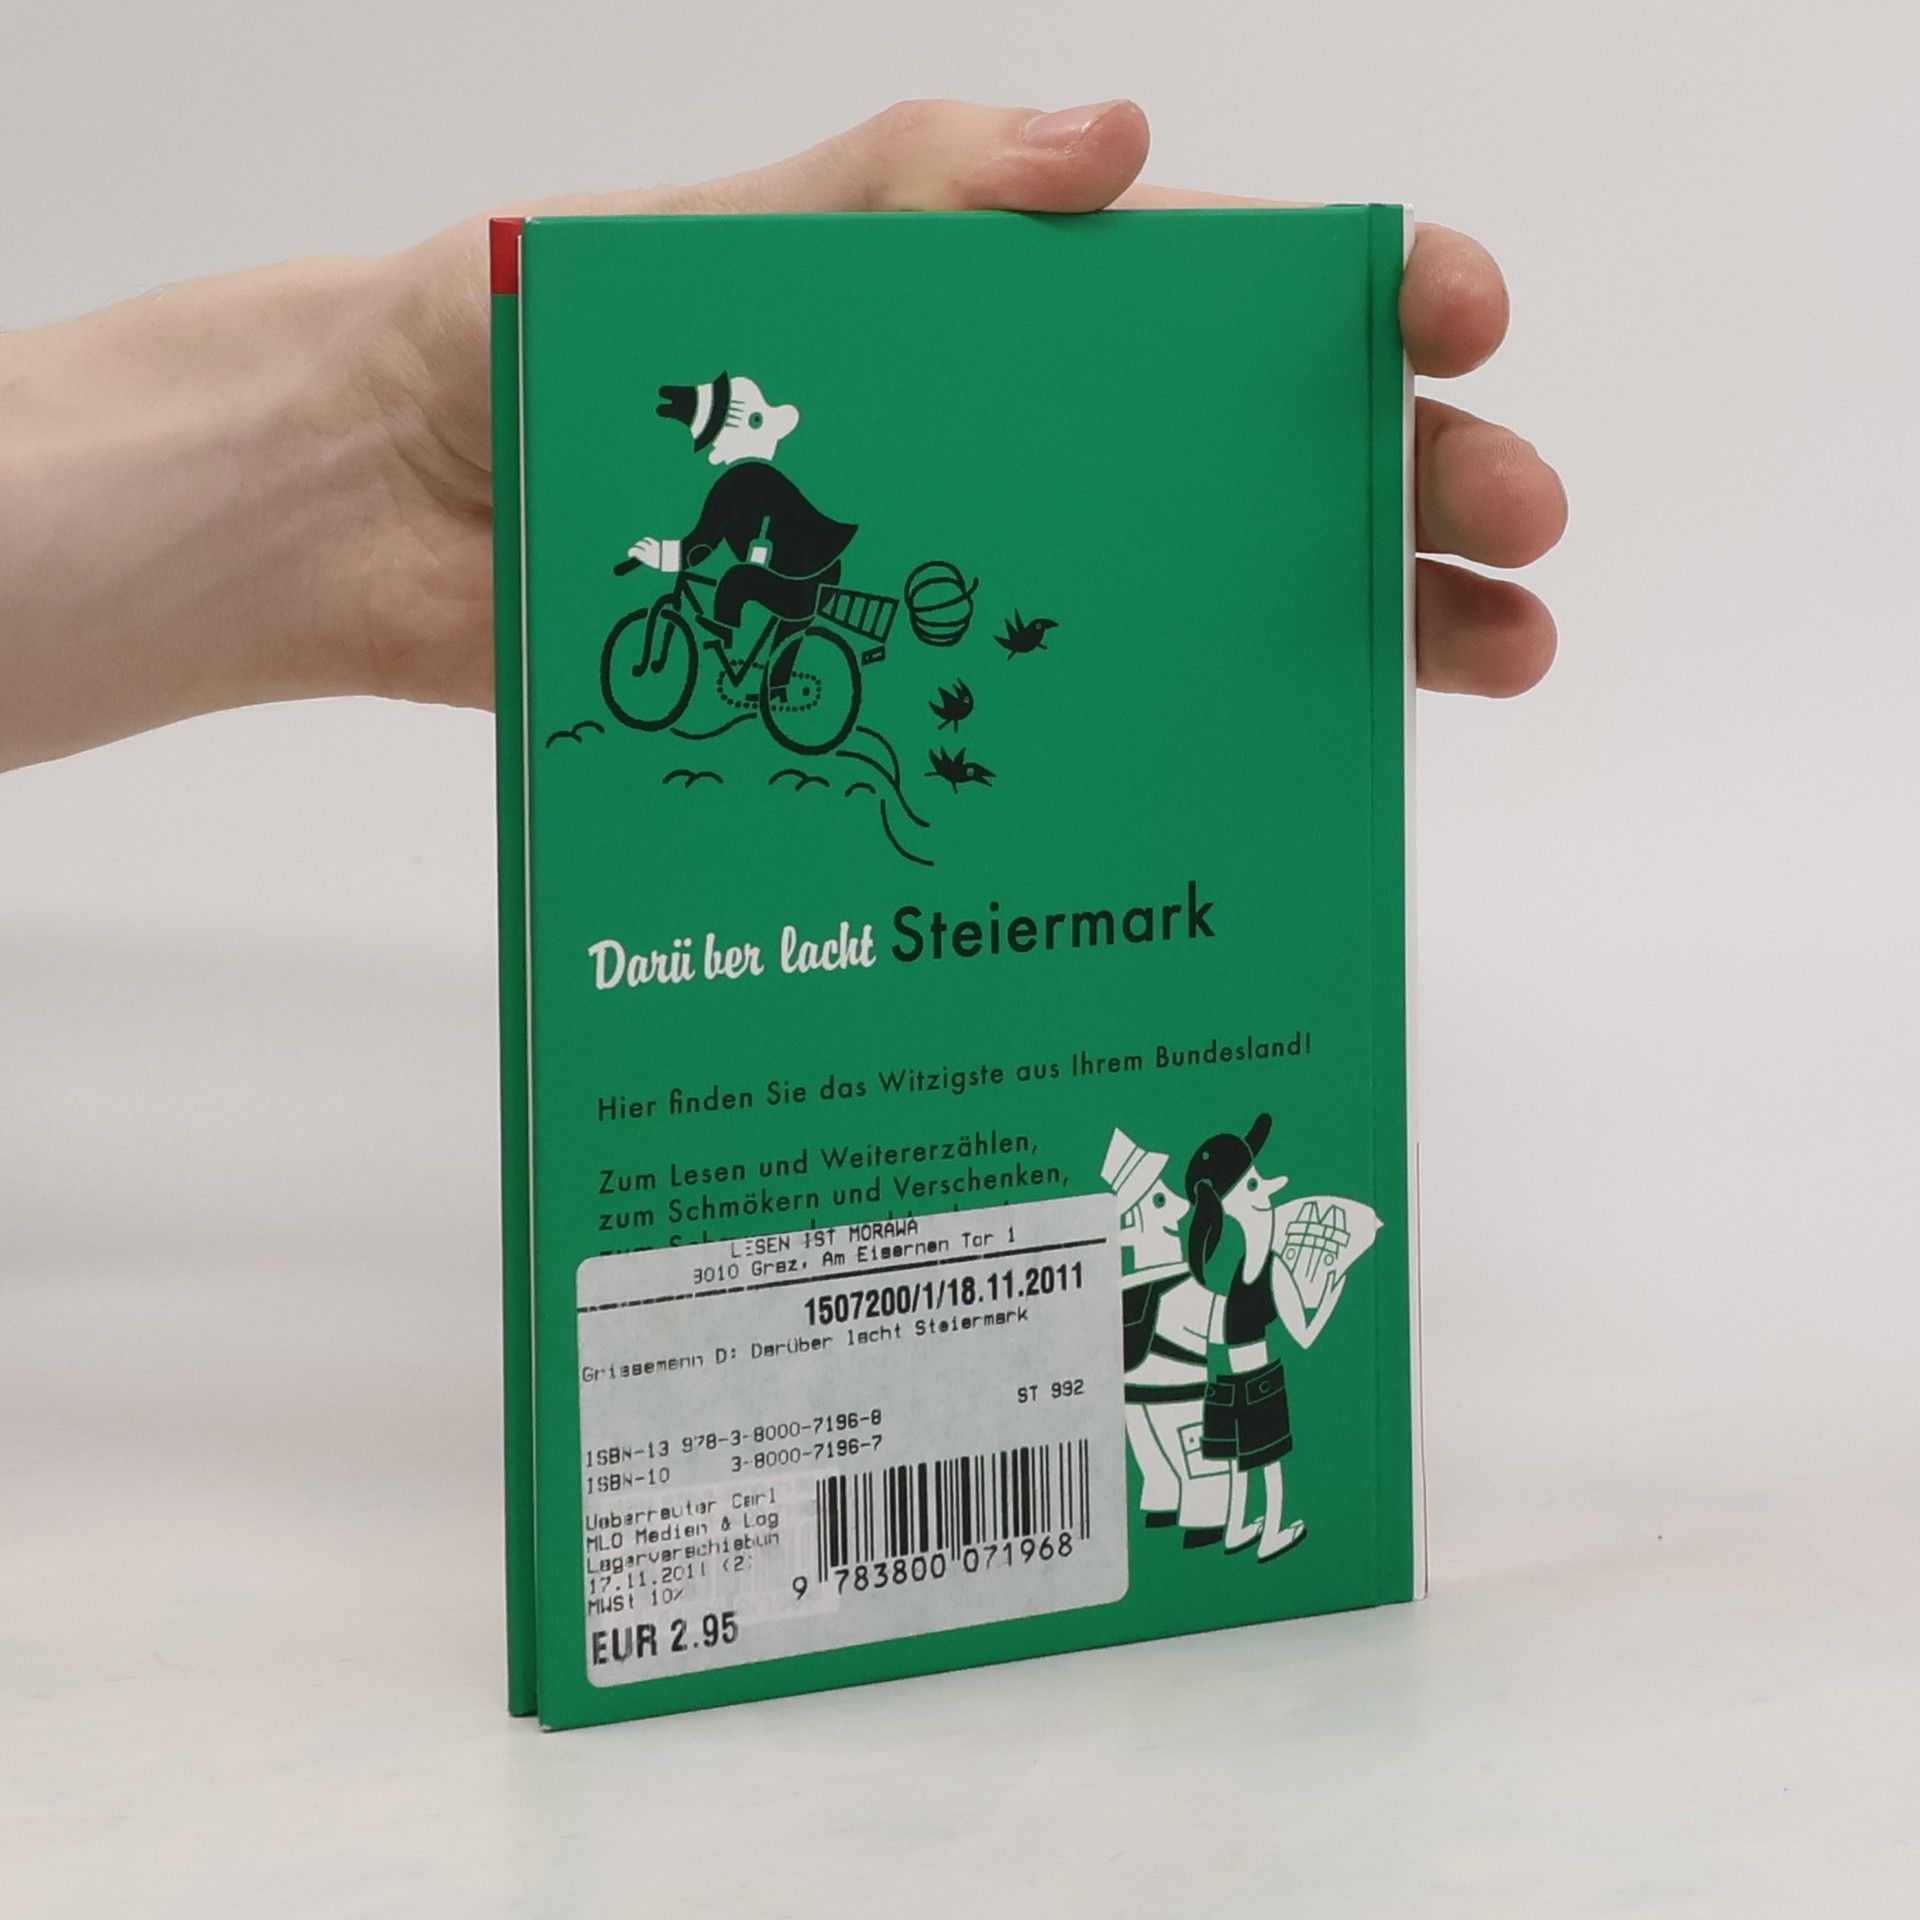 Darüber lacht Steiermark
Hier finden Sie das Witzigste aus Ihrem Bundesland!
Zum Lesen und Weitererzählen,
zum Schmökern und Verschenken,
LESEN IST MORAWA
8010 Graz, Am Eisernen Tor 1
1507200/1/18.11.2011
Grissemann D: Darüber lacht Steiermark
ST 992
ISBN-13 978-3-8000-7196-8
ISBN-10 3-8000-7196-7
Ueberreuter Carl
MLO Medien & Log
Lagerverschiebun
17.11.2011 (2)
MWSt 10%
EUR 2.95
9 783800 071968